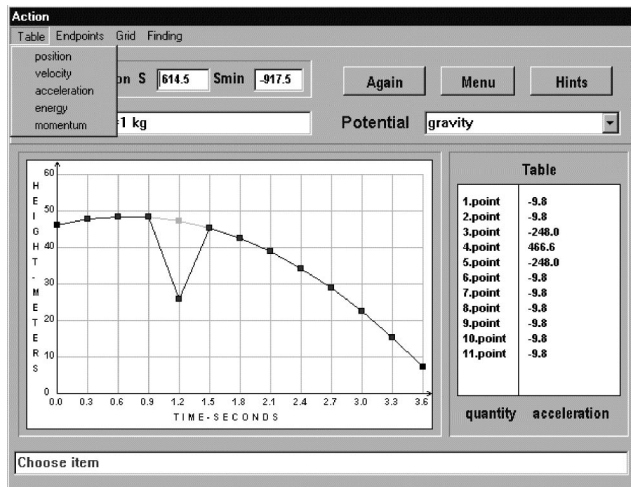 Action
Table Endpoints Grid Finding
position
velocity
acceleration
energy
momentum
on S 614.5 Smin -917.5
Again Menu Hints
1 kg
Potential gravity
HEIGHT-METERS
60
50
40
30
20
10
0
0.0 0.3 0.6 0.9 1.2 1.5 1.8 2.1 2.4 2.7 3.0 3.3 3.6
TIME-SECONDS
Table
1.point -9.8
2.point -9.8
3.point -248.0
4.point 466.6
5.point -248.0
6.point -9.8
7.point -9.8
8.point -9.8
9.point -9.8
10.point -9.8
11.point -9.8
quantity acceleration
Choose item